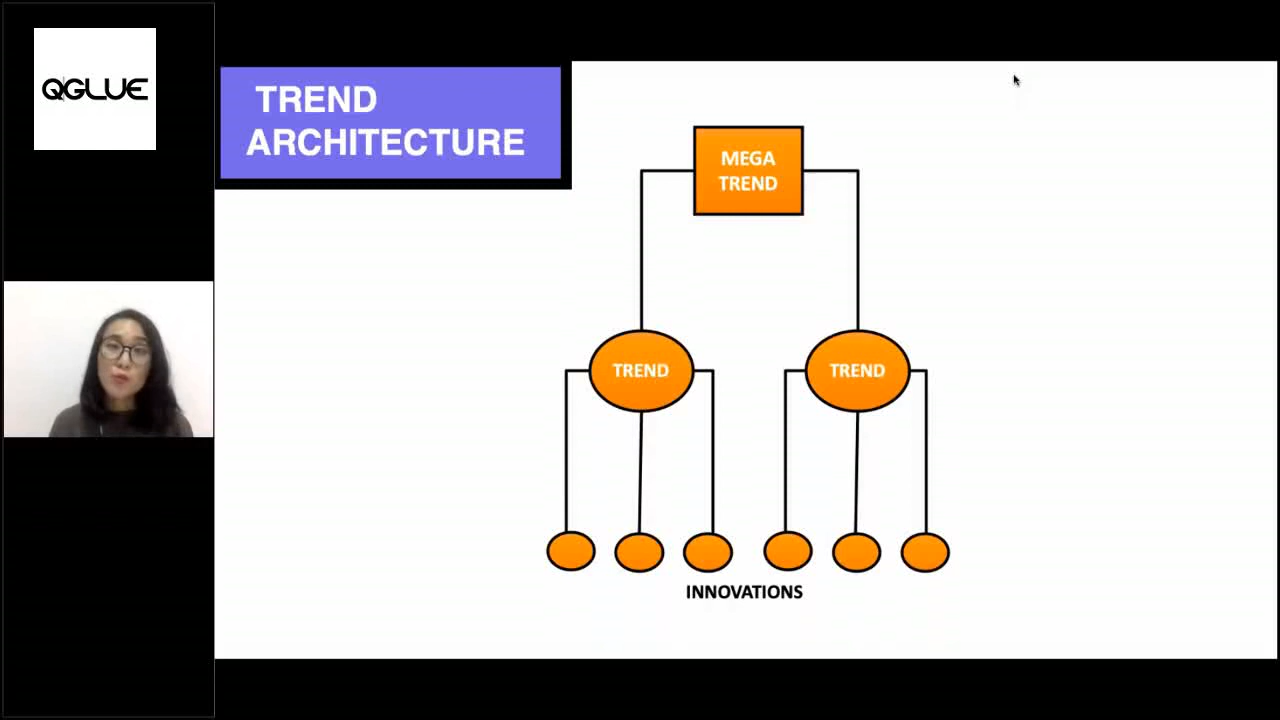 QGLUE
TREND
ARCHITECTURE
MEGA
TREND
TREND
TREND
INNOVATIONS